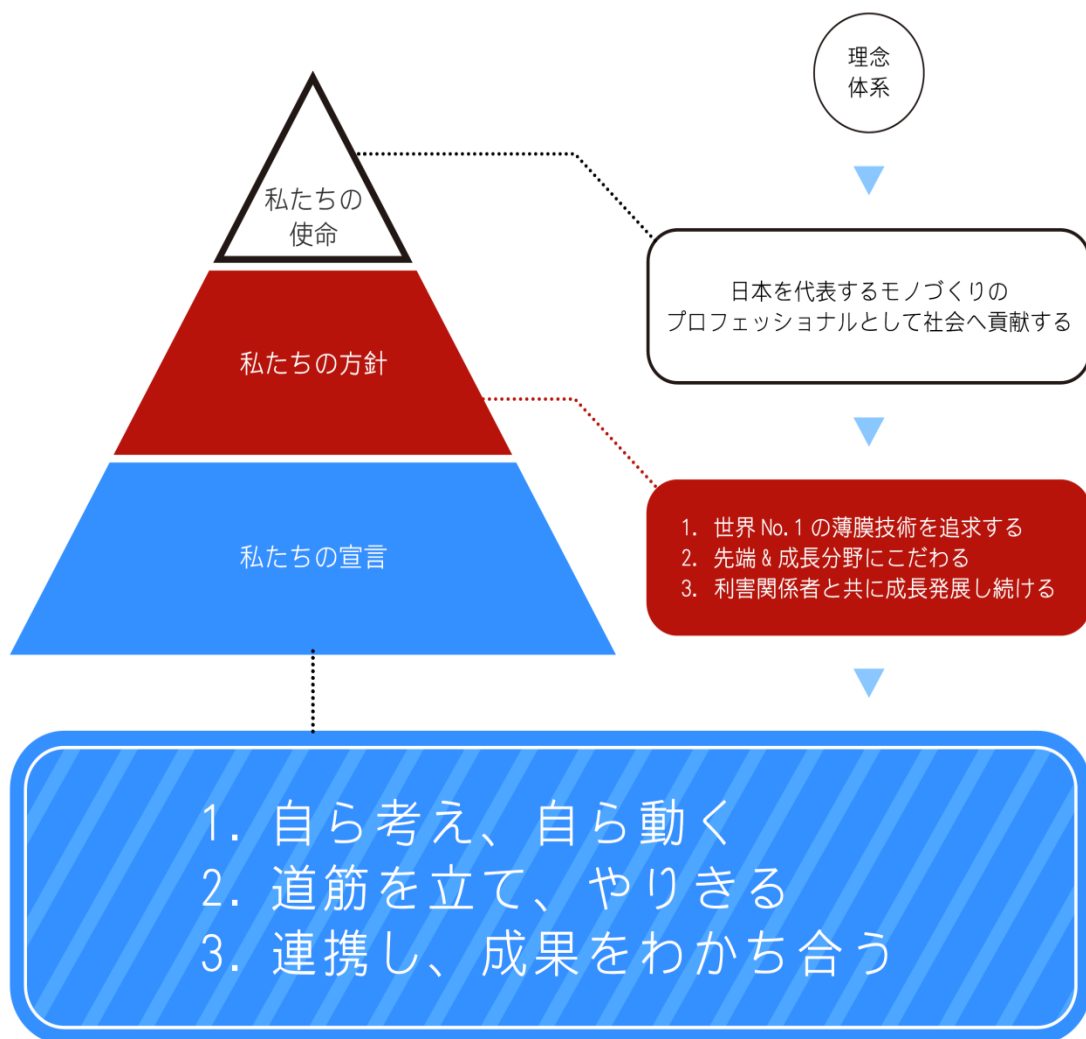 理念
体系
私たちの
使命
日本を代表するモノづくりの
プロフェッショナルとして社会へ貢献する
私たちの方針
1. 世界 No.1 の薄膜技術を追求する
2. 先端 & 成長分野にこだわる
3. 利害関係者と共に成長発展し続ける
私たちの宣言
1. 自ら考え、自ら動く
2. 道筋を立て、やりきる
3. 連携し、成果をわかち合う